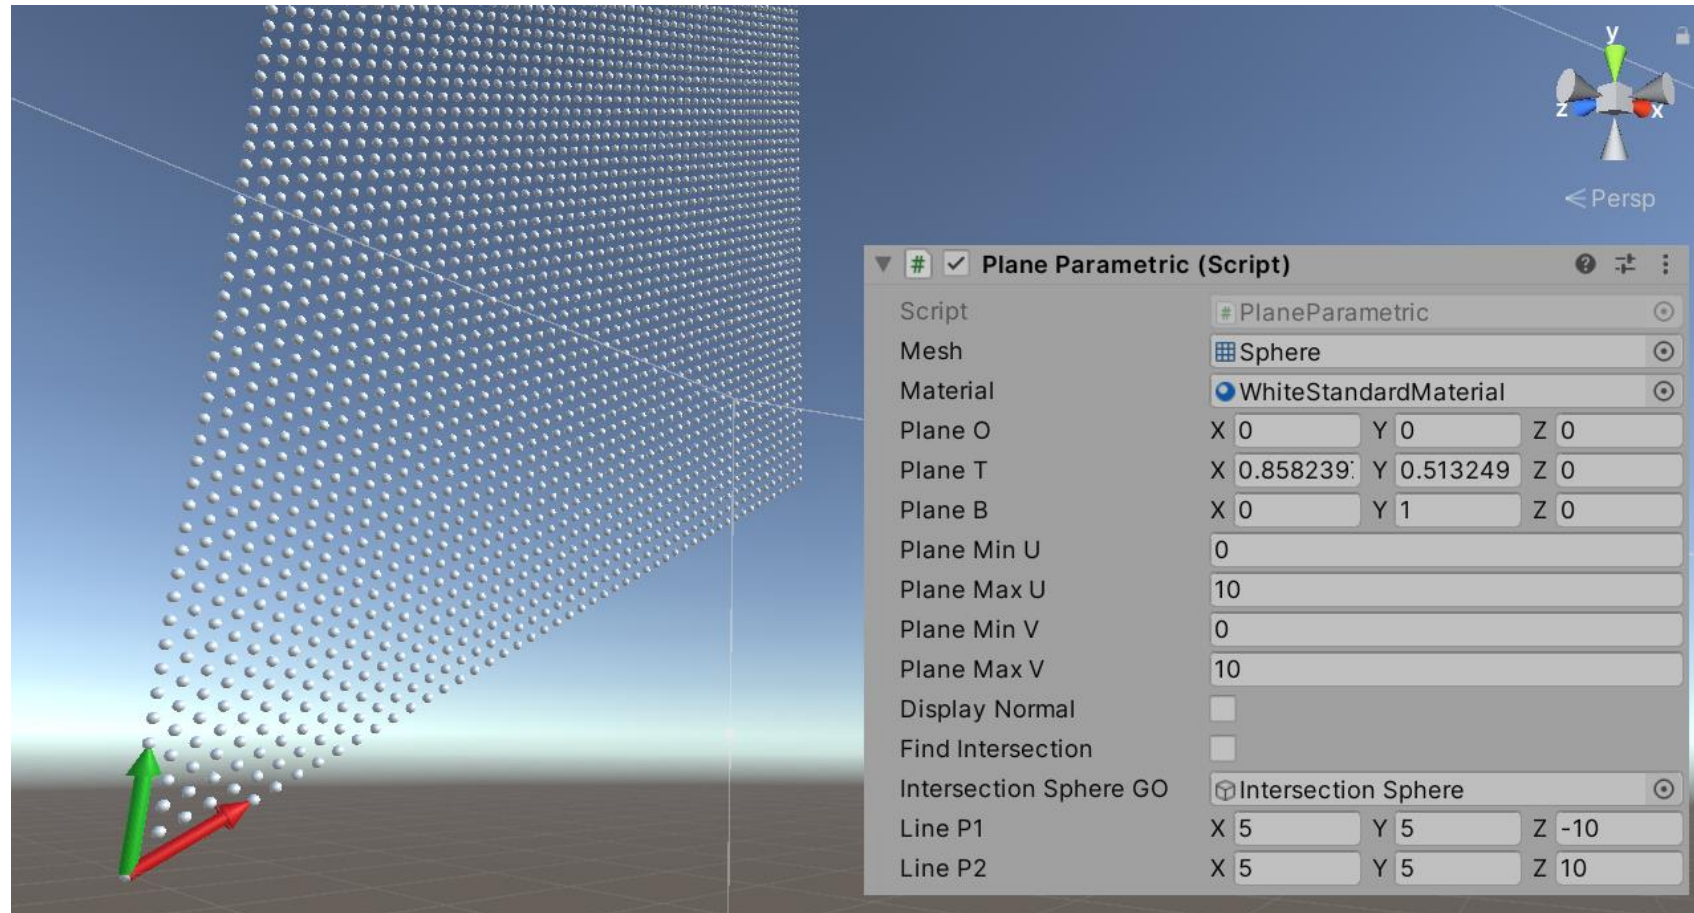 y
z
x
< Persp
# Plane Parametric (Script)
Script # PlaneParametric
Mesh Sphere
Material WhiteStandardMaterial
Plane O X 0 Y 0 Z 0
Plane T X 0.858239 Y 0.513249 Z 0
Plane B X 0 Y 1 Z 0
Plane Min U 0
Plane Max U 10
Plane Min V 0
Plane Max V 10
Display Normal
Find Intersection
Intersection Sphere GO Intersection Sphere
Line P1 X 5 Y 5 Z -10
Line P2 X 5 Y 5 Z 10